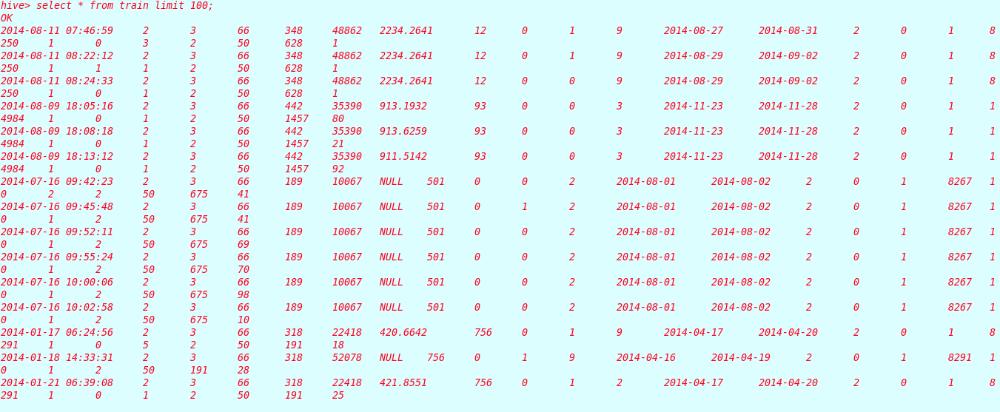 hive> select * from train limit 100;
OK
2014-08-11 07:46:59 2 3 66 348 48862 2234.2641 12 0 1 9 2014-08-27 2014-08-31 2 0 1 8
250 1 0 3 2 50 628 1
2014-08-11 08:22:12 2 3 66 348 48862 2234.2641 12 0 1 9 2014-08-29 2014-09-02 2 0 1 8
250 1 1 1 2 50 628 1
2014-08-11 08:24:33 2 3 66 348 48862 2234.2641 12 0 0 9 2014-08-29 2014-09-02 2 0 1 8
250 1 0 1 2 50 628 1
2014-08-09 18:05:16 2 3 66 442 35390 913.1932 93 0 0 3 2014-11-23 2014-11-28 2 0 1 1
4984 1 0 1 2 50 1457 80
2014-08-09 18:08:18 2 3 66 442 35390 913.6259 93 0 0 3 2014-11-23 2014-11-28 2 0 1 1
4984 1 0 1 2 50 1457 21
2014-08-09 18:13:12 2 3 66 442 35390 911.5142 93 0 0 3 2014-11-23 2014-11-28 2 0 1 1
4984 1 0 1 2 50 1457 92
2014-07-16 09:42:23 2 3 66 189 10067 NULL 501 0 0 2 2014-08-01 2014-08-02 2 0 1 8267 1
0 2 2 50 675 41
2014-07-16 09:45:48 2 3 66 189 10067 NULL 501 0 1 2 2014-08-01 2014-08-02 2 0 1 8267 1
0 1 2 50 675 41
2014-07-16 09:52:11 2 3 66 189 10067 NULL 501 0 0 2 2014-08-01 2014-08-02 2 0 1 8267 1
0 1 2 50 675 69
2014-07-16 09:55:24 2 3 66 189 10067 NULL 501 0 0 2 2014-08-01 2014-08-02 2 0 1 8267 1
0 1 2 50 675 70
2014-07-16 10:00:06 2 3 66 189 10067 NULL 501 0 0 2 2014-08-01 2014-08-02 2 0 1 8267 1
0 1 2 50 675 98
2014-07-16 10:02:58 2 3 66 189 10067 NULL 501 0 0 2 2014-08-01 2014-08-02 2 0 1 8267 1
0 1 2 50 675 10
2014-01-17 06:24:56 2 3 66 318 22418 420.6642 756 0 1 9 2014-04-17 2014-04-20 2 0 1 8
291 1 0 5 2 50 191 18
2014-01-18 14:33:31 2 3 66 318 52078 NULL 756 0 1 9 2014-04-16 2014-04-19 2 0 1 8291 1
0 1 2 50 191 28
2014-01-21 06:39:08 2 3 66 318 22418 421.8551 756 0 1 2 2014-04-17 2014-04-20 2 0 1 8
291 1 0 1 2 50 191 25